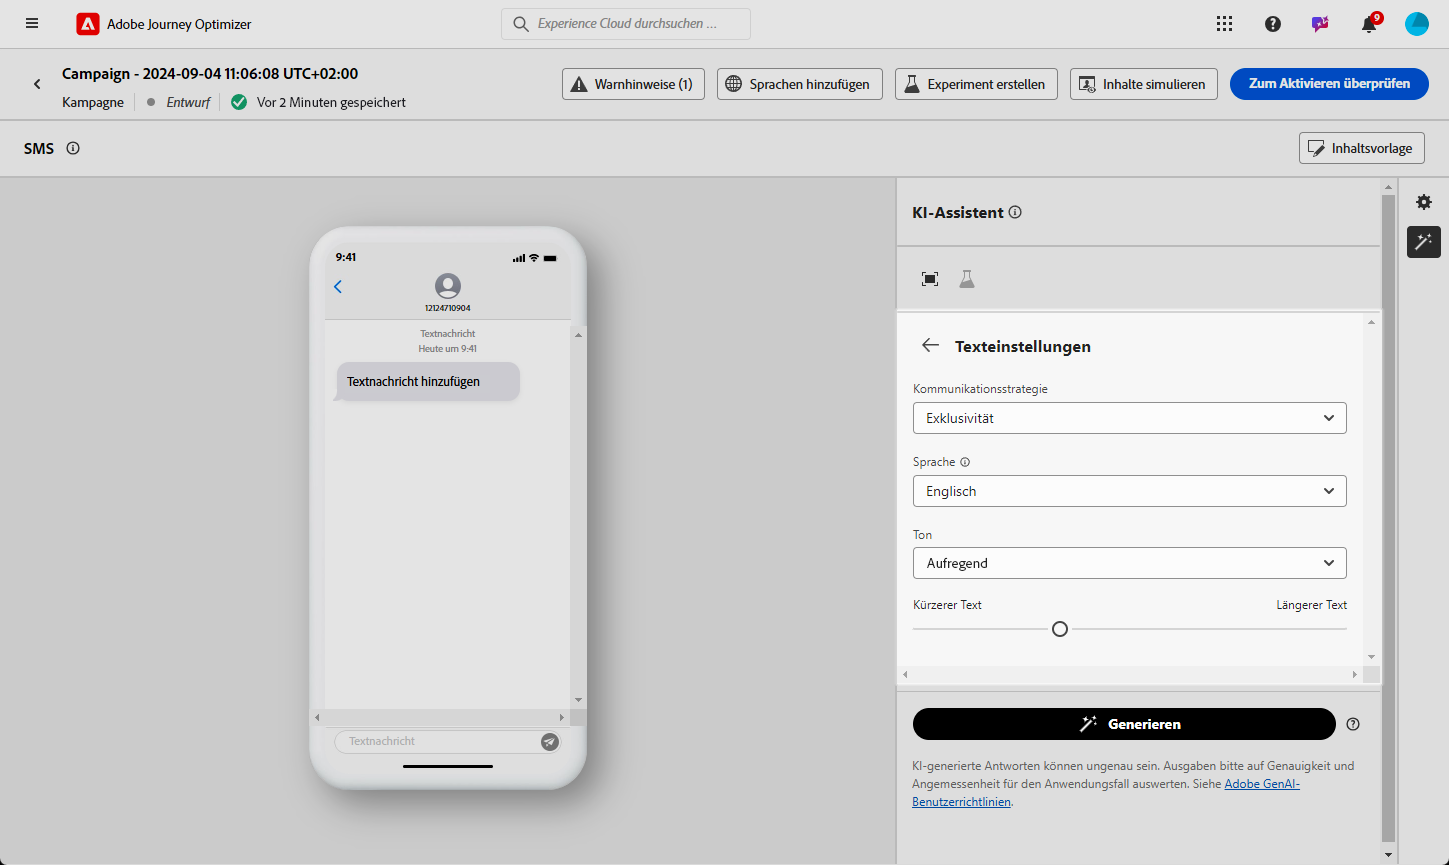 Adobe Journey Optimizer
Experience Cloud durchsuchen ...
9
Campaign - 2024-09-04 11:06:08 UTC+02:00
Kampagne
Entwurf
Vor 2 Minuten gespeichert
Warnhinweise (1)
Sprachen hinzufügen
Experiment erstellen
Inhalte simulieren
Zum Aktivieren überprüfen
SMS
Inhaltsvorlage
9:41
12124710904
Textnachricht
Heute um 9:41
Textnachricht hinzufügen
Textnachricht
KI-Assistent
Texteinstellungen
Kommunikationsstrategie
Exklusivität
Sprache
Englisch
Ton
Aufregend
Kürzerer Text
Längerer Text
Generieren
KI-generierte Antworten können ungenau sein. Ausgaben bitte auf Genauigkeit und
Angemessenheit für den Anwendungsfall auswerten. Siehe Adobe GenAI-
Benutzerrichtlinien.